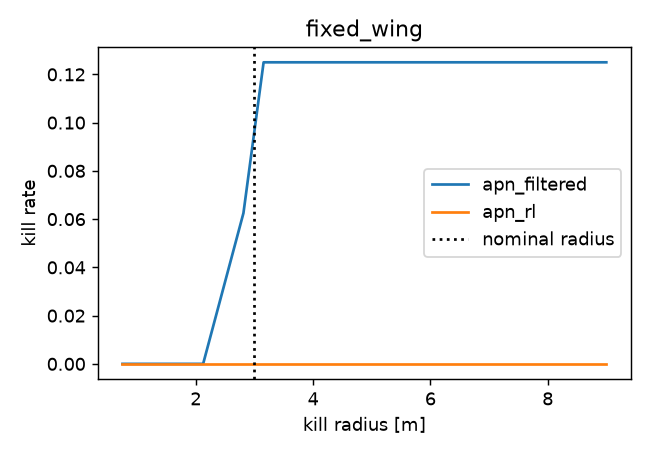 fixed_wing
kill rate
0.12
0.10
0.08
0.06
0.04
0.02
0.00
apn_filtered
apn_rl
nominal radius
2 4 6 8
kill radius [m]